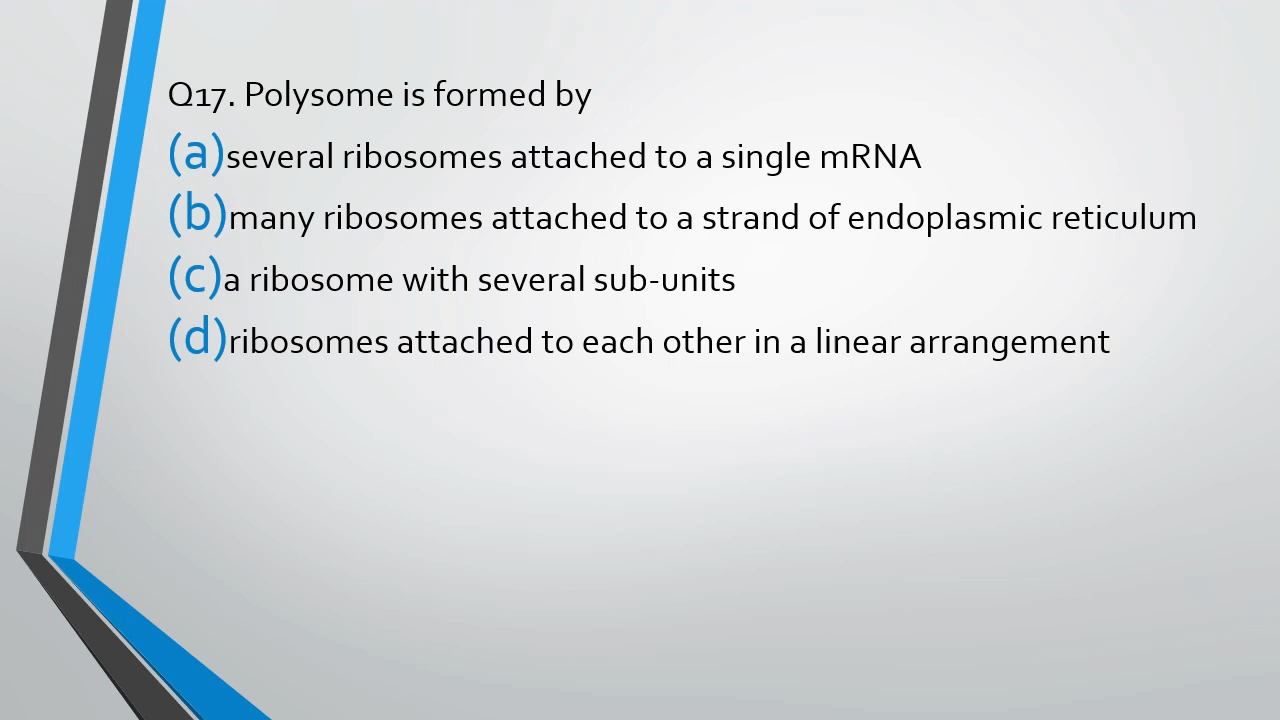 Q17. Polysome is formed by
(a)several ribosomes attached to a single mRNA
(b)many ribosomes attached to a strand of endoplasmic reticulum
(c)a ribosome with several sub-units
(d)ribosomes attached to each other in a linear arrangement